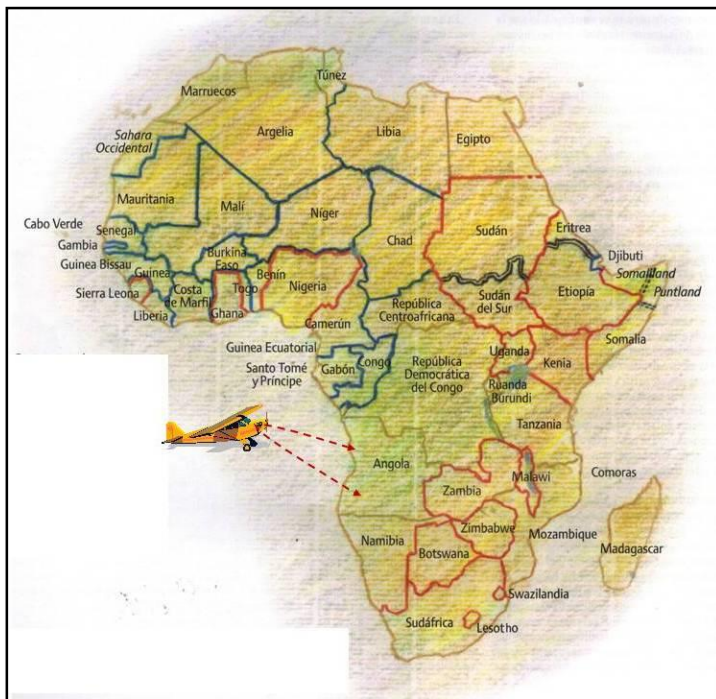 Túnez
Marruecos
Argelia
Libia
Egipto
Sahara
Occidental
Mauritania
Malí
Níger
Chad
Sudán
Eritrea
Cabo Verde
Senegal
Gambia
Guinea Bissau
Guinea
Sierra Leona
Liberia
Costa
de Marfil
Burkina
Faso
Ghana
Togo
Benín
Nigeria
Camerún
República
Centroafricana
Sudán
del Sur
Etiopía
Djibuti
Somaliland
Puntland
Somalia
Guinea Ecuatorial
Santo Tomé
y Príncipe
Gabón
Congo
República
Democrática
del Congo
Uganda
Kenia
Ruanda
Burundi
Tanzania
Angola
Zambia
Malawi
Comoras
Mozambique
Zimbabwe
Namibia
Botswana
Madagascar
Swazilandia
Sudáfrica
Lesotho